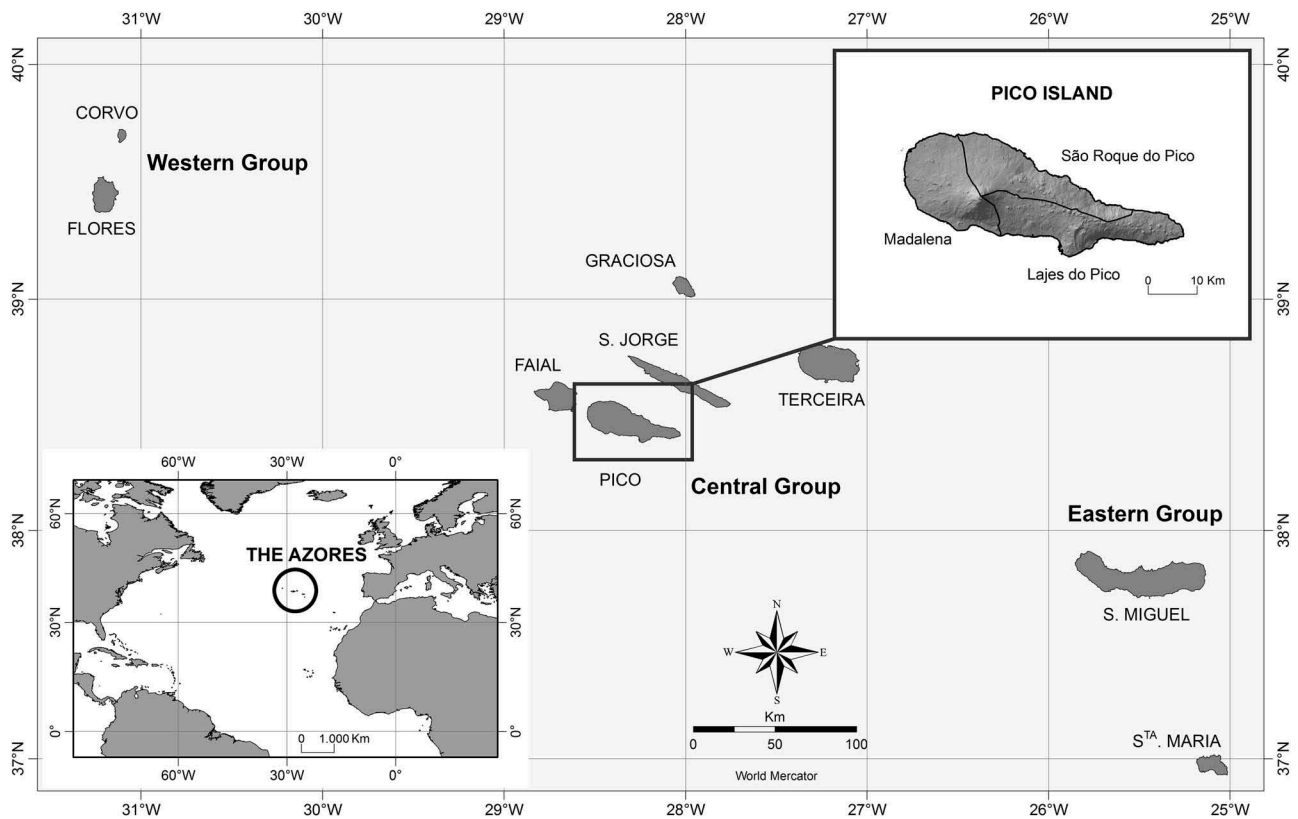 31°W 30°W 29°W 28°W 27°W 26°W 25°W
40°N
40°N
PICO ISLAND
CORVO
Western Group
São Roque do Pico
FLORES
Madalena
GRACIOSA
Lajes do Pico
0 10 Km
39°N
39°N
S. JORGE
FAIAL
TERCEIRA
PICO
Central Group
Eastern Group
60°W 30°W 0°
60°N
60°N
THE AZORES
38°N
38°N
S. MIGUEL
30°N
30°N
N
W E
S
Km
0 50 100
World Mercator
0°
0°
0 1.000 Km
60°W 30°W 0°
STA. MARIA
37°N
37°N
31°W 30°W 29°W 28°W 27°W 26°W 25°W